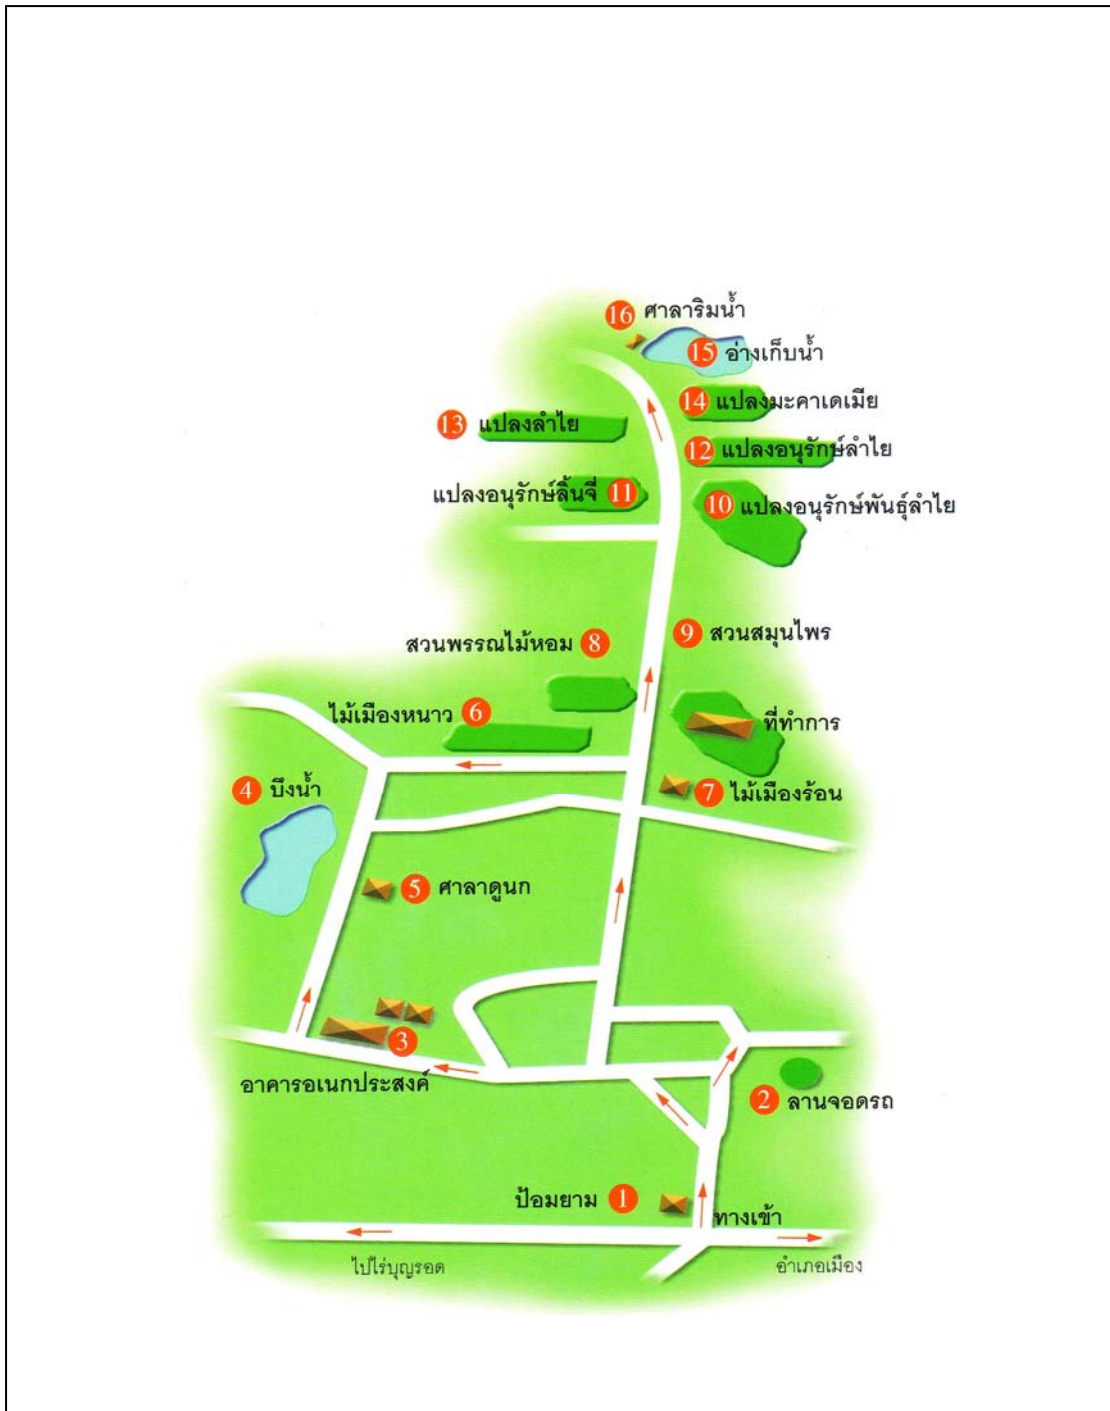 16 ศาลาริมน้ำ
15 อ่างเก็บน้ำ
14 แปลงมะคาเดเมีย
13 แปลงลำไย
12 แปลงอนุรักษ์ลำไย
แปลงอนุรักษ์ลิ้นจี่ 11
10 แปลงอนุรักษ์พันธุ์ลำไย
9 สวนสมุนไพร
สวนพรรณไม้หอม 8
ไม้เมืองหนาว 6
ที่ทำการ
4 บึงน้ำ
7 ไม้เมืองร้อน
5 ศาลาดูนก
3
อาคารอเนกประสงค์
2 ลานจอดรถ
ป้อมยาม 1
ทางเข้า
ไปไร่บุญรอด
อำเภอเมือง